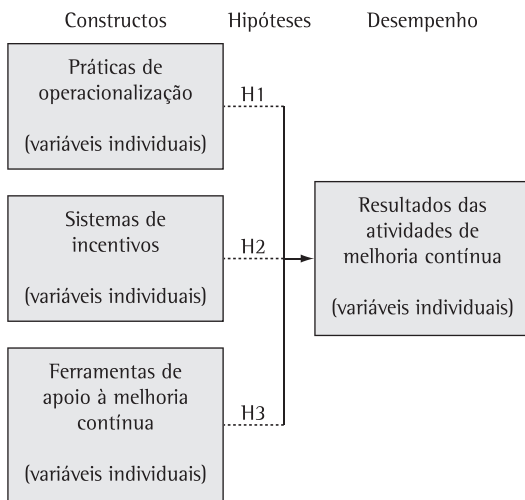 Constructos
Hipóteses
Desempenho
Práticas de
operacionalização
(variáveis individuais)
H1
Sistemas de
incentivos
(variáveis individuais)
H2
Ferramentas de
apoio à melhoria
contínua
(variáveis individuais)
H3
Resultados das
atividades de
melhoria contínua
(variáveis individuais)